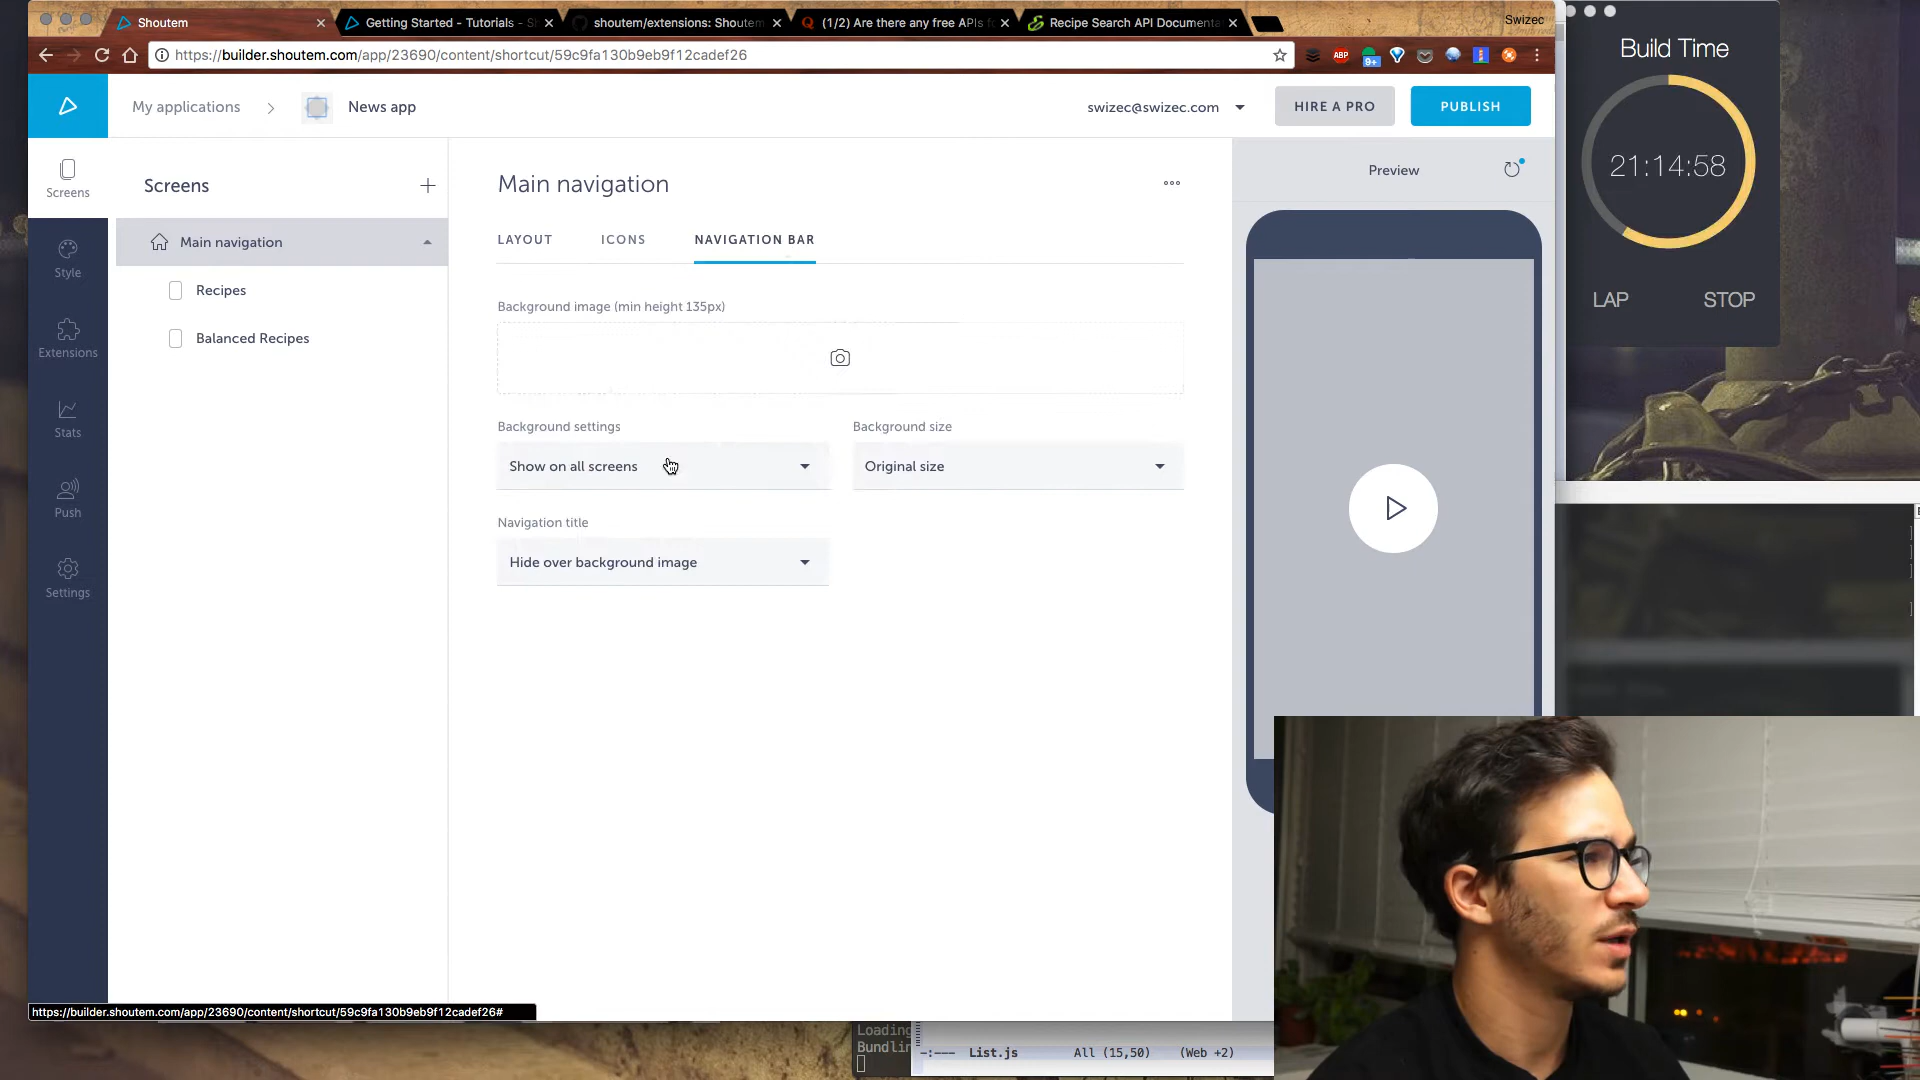 Shoutem
Getting Started - Tutorials - S
shoutem/extensions: Shoutem
(1/2) Are there any free APIs f
Recipe Search API Documenta
Swizec
https://builder.shoutem.com/app/23690/content/shortcut/59c9fa130b9eb9f12cadef26
ABP
9+
My applications
News app
swizec@swizec.com
HIRE A PRO
PUBLISH
Screens
Style
Extensions
Stats
Push
Settings
Screens
Main navigation
Recipes
Balanced Recipes
Main navigation
LAYOUT
ICONS
NAVIGATION BAR
Background image (min height 135px)
Background settings
Background size
Show on all screens
Original size
Navigation title
Hide over background image
Preview
Build Time
21:14:58
LAP
STOP
https://builder.shoutem.com/app/23690/content/shortcut/59c9fa130b9eb9f12cadef26#
Loading
Bundlin
-:--- List.js All (15,50) (Web +2)